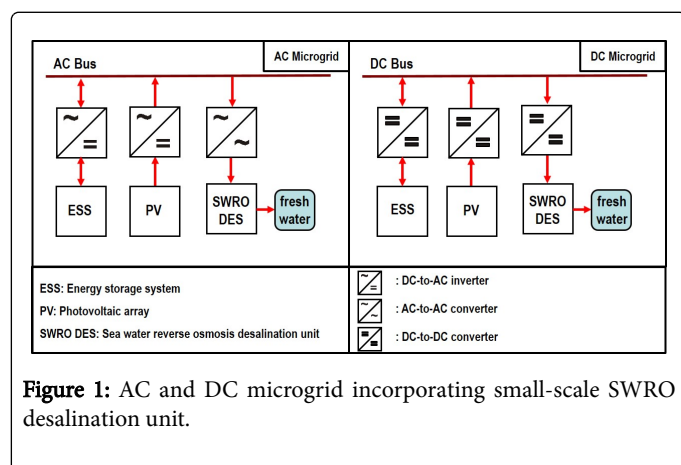 AC Bus
AC Microgrid
~
=
~
=
~
~
ESS
PV
SWRO
DES
fresh
water
DC Bus
DC Microgrid
=
=
=
=
=
=
ESS
PV
SWRO
DES
fresh
water
ESS: Energy storage system
PV: Photovoltaic array
SWRO DES: Sea water reverse osmosis desalination unit
~
= : DC-to-AC inverter
~
~ : AC-to-AC converter
=
= : DC-to-DC converter
Figure 1: AC and DC microgrid incorporating small-scale SWRO
desalination unit.